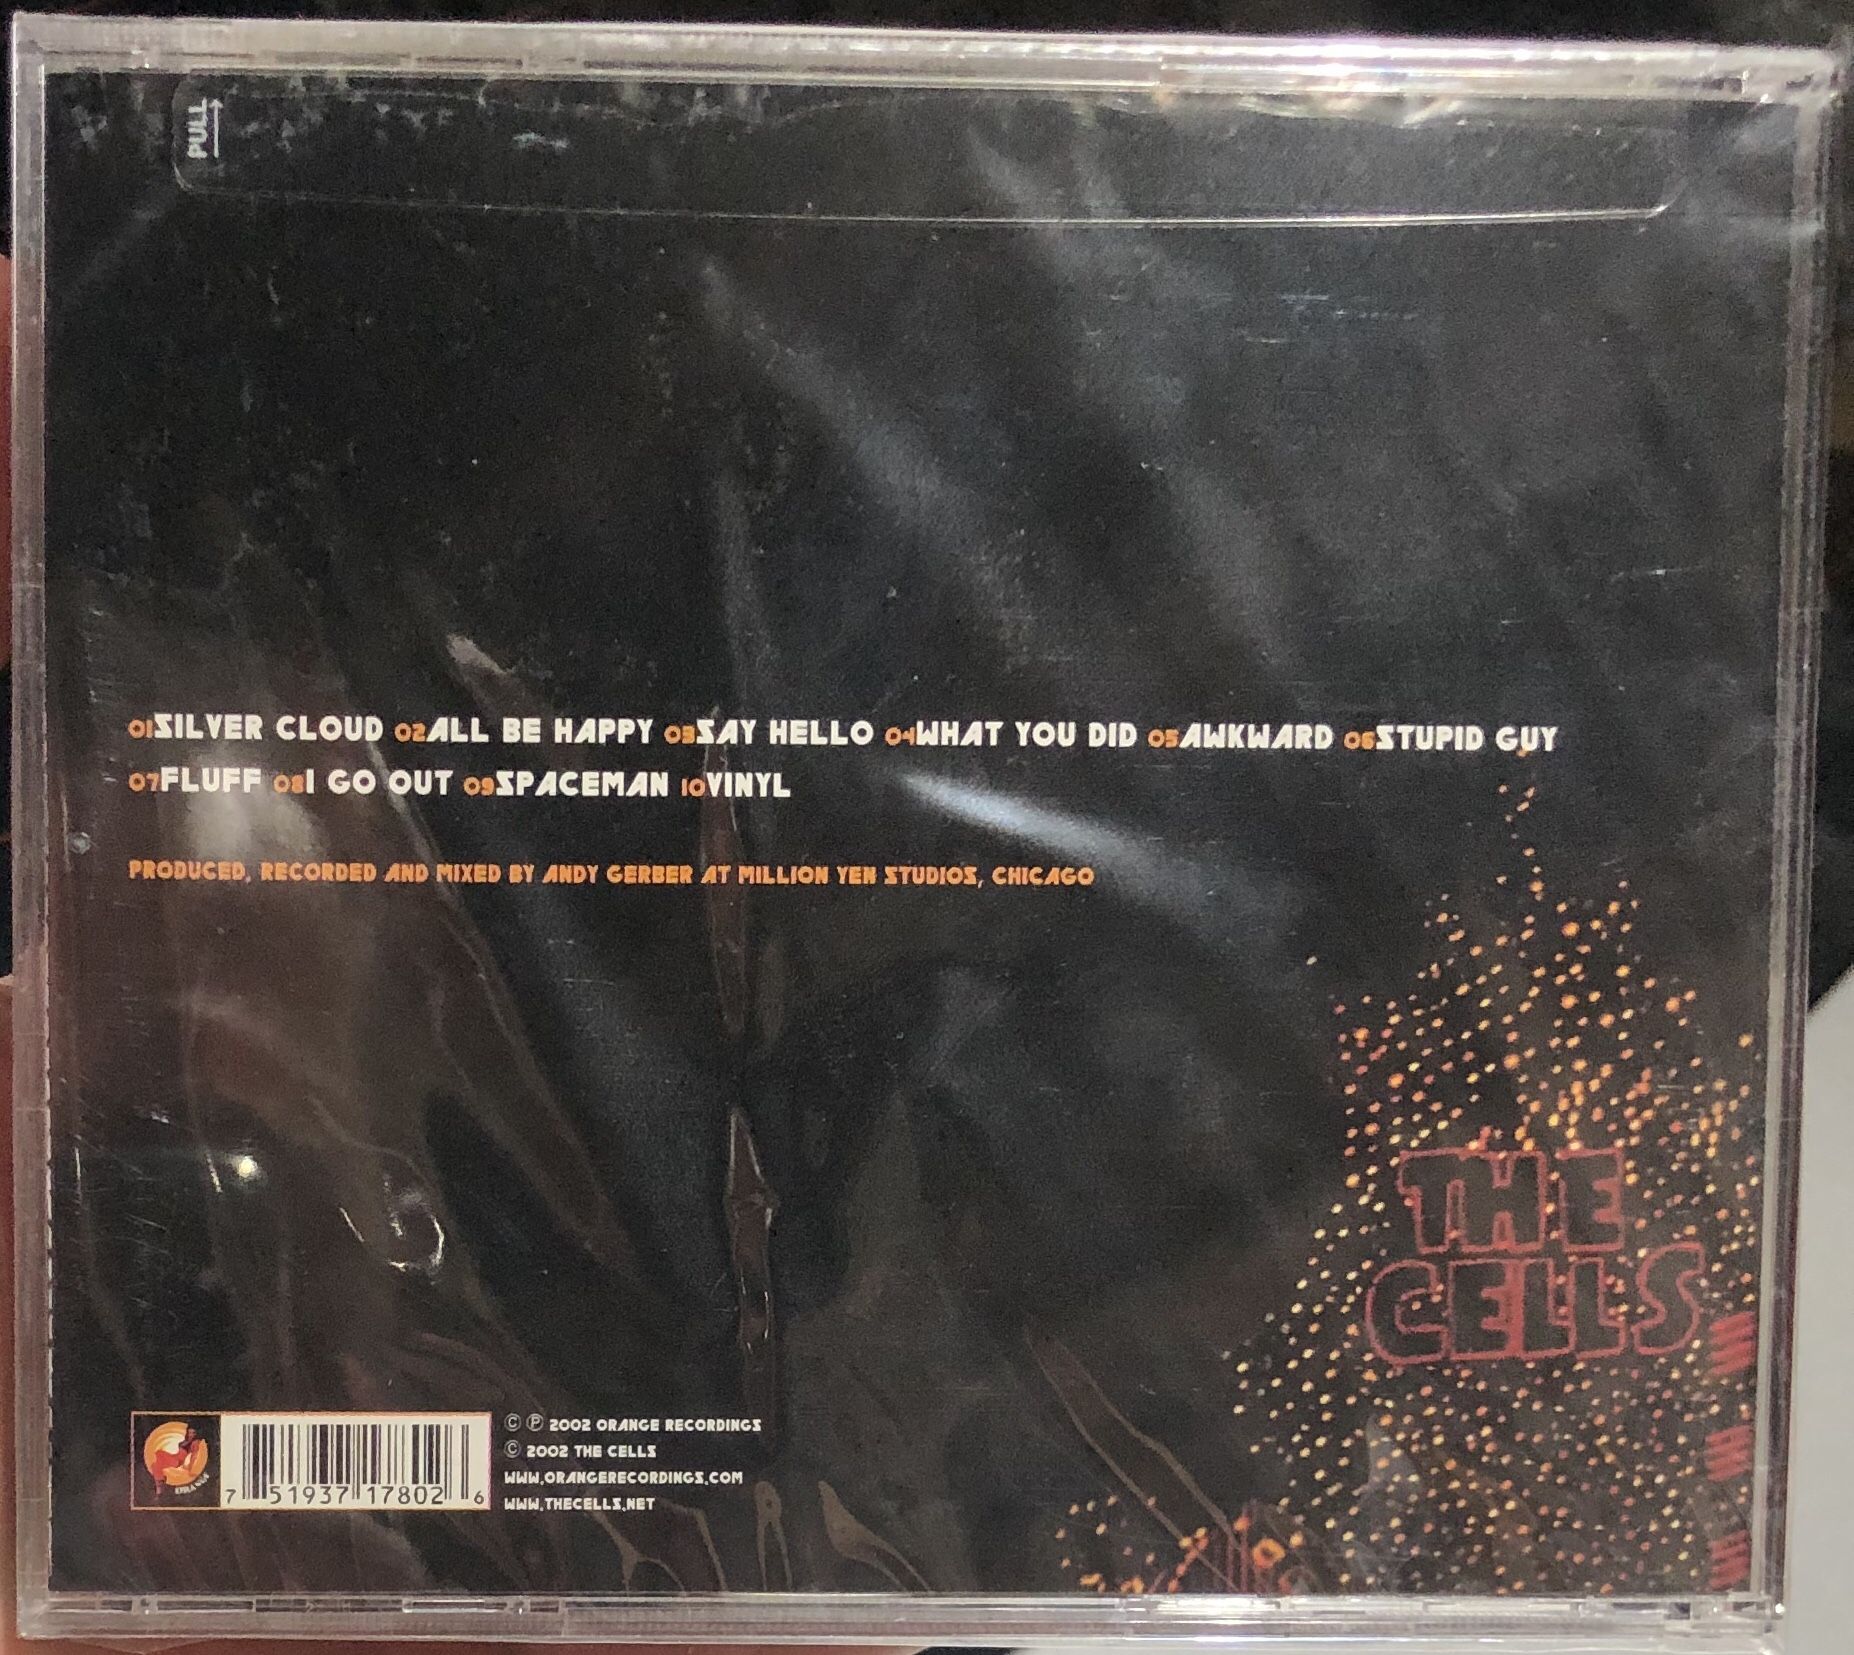 PULL
01SILVER CLOUD 02ALL BE HAPPY 03SAY HELLO 04WHAT YOU DID 05AWKWARD 06STUPID GUY
07FLUFF 08I GO OUT 09SPACEMAN 10VINYL
PRODUCED, RECORDED AND MIXED BY ANDY GERBER AT MILLION YEN STUDIOS, CHICAGO
THE
CELLS
7 51937 17802 6
© ℗ 2002 ORANGE RECORDINGS
© 2002 THE CELLS
WWW.ORANGERECORDINGS.COM
WWW.THECELLS.NET